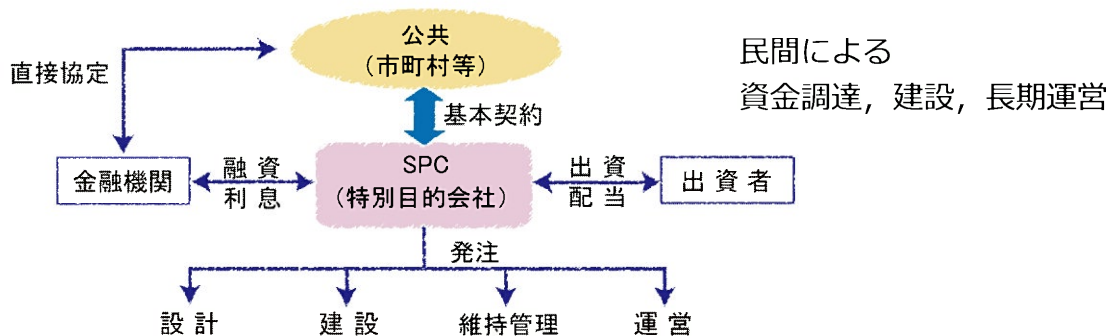 公共
(市町村等)
民間による
資金調達，建設，長期運営
直接協定
基本契約
金融機関
融資
利息
SPC
(特別目的会社)
出資
配当
出資者
発注
設計
建設
維持管理
運営